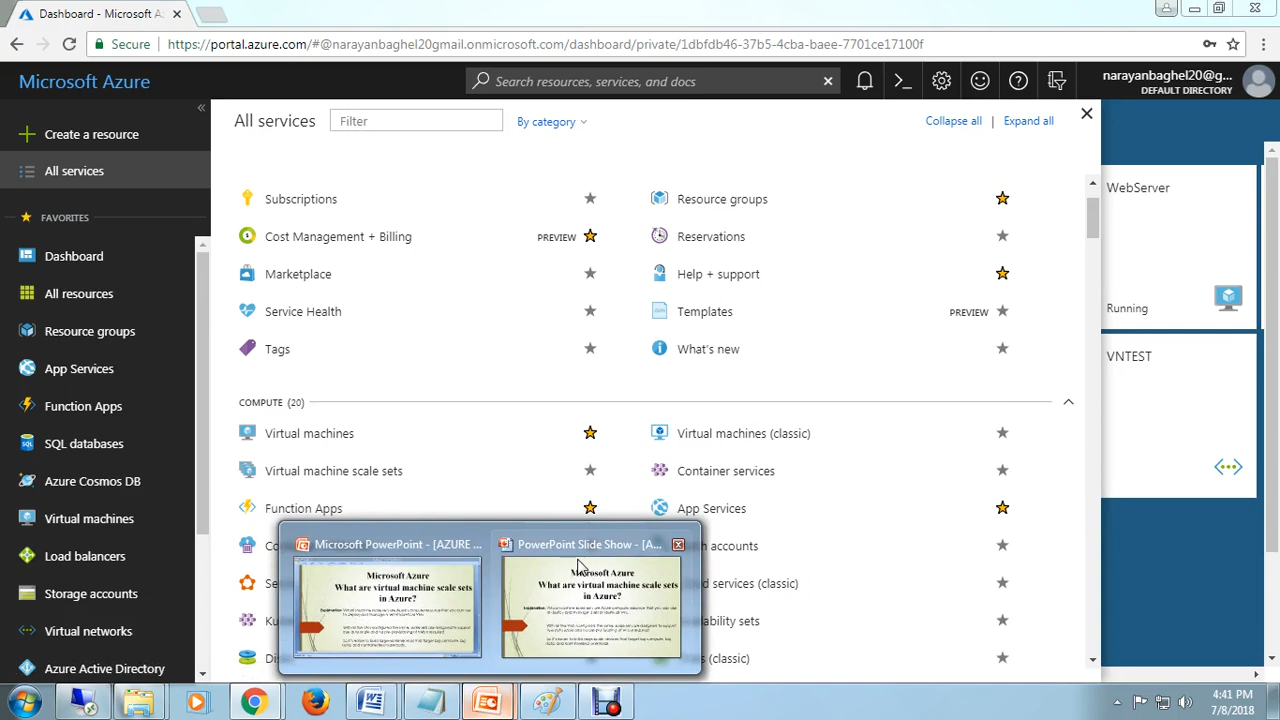 Dashboard - Microsoft A
Secure
https://portal.azure.com/#@narayanbaghel20gmail.onmicrosoft.com/dashboard/private/1dbfdb46-37b5-4cba-baee-7701ce17100f
Microsoft Azure
Search resources, services, and docs
narayanbaghel20@g...
DEFAULT DIRECTORY
Create a resource
All services
FAVORITES
Dashboard
All resources
Resource groups
App Services
Function Apps
SQL databases
Azure Cosmos DB
Virtual machines
Load balancers
Storage accounts
Virtual networks
Azure Active Directory
All services
Filter
By category
Collapse all | Expand all
Subscriptions
Resource groups
Cost Management + Billing
PREVIEW
Reservations
Marketplace
Help + support
Service Health
Templates
PREVIEW
Tags
What's new
COMPUTE (20)
Virtual machines
Virtual machines (classic)
Virtual machine scale sets
Container services
Function Apps
App Services
accounts
services (classic)
sets
(classic)
WebServer
Running
VNTEST
Microsoft PowerPoint - [AZURE ...
PowerPoint Slide Show - [A...
Microsoft Azure
What are virtual machine scale sets
in Azure?
Microsoft Azure
What are virtual machine scale sets
in Azure?
4:41 PM
7/8/2018